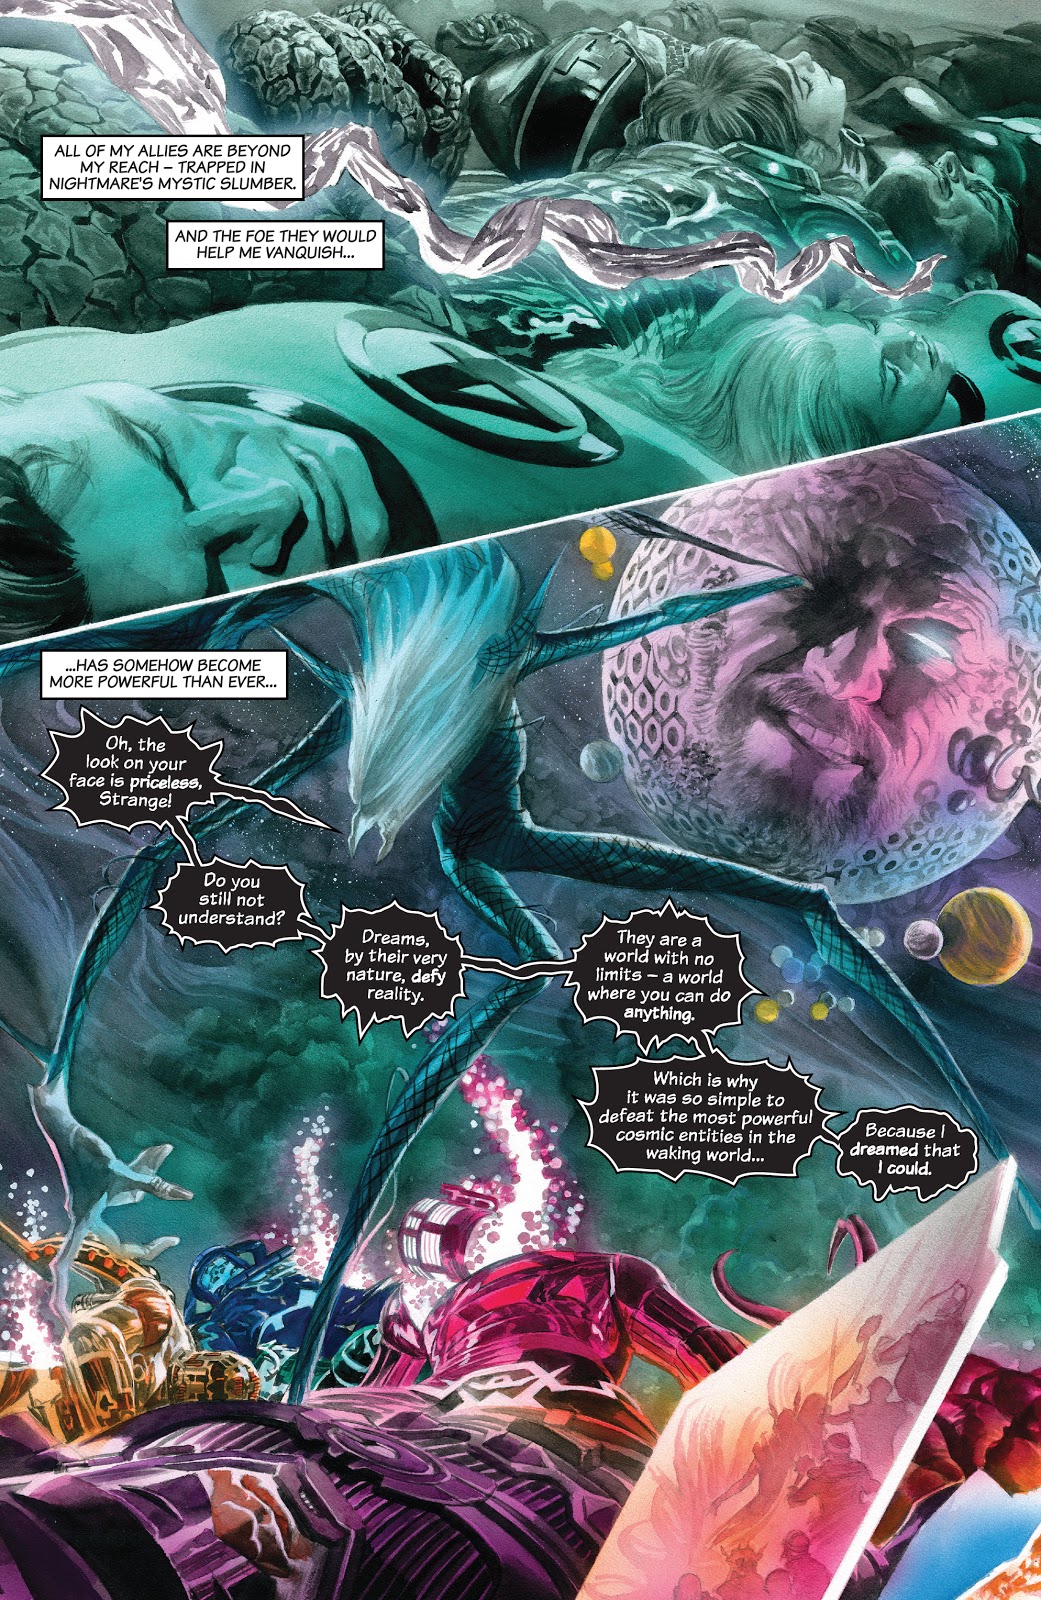 ALL OF MY ALLIES ARE BEYOND
MY REACH – TRAPPED IN
NIGHTMARE'S MYSTIC SLUMBER.
AND THE FOE THEY WOULD
HELP ME VANQUISH...
...HAS SOMEHOW BECOME
MORE POWERFUL THAN EVER...
Oh, the
look on your
face is priceless,
Strange!
Do you
still not
understand?
Dreams,
by their very
nature, defy
reality.
They are a
world with no
limits – a world
where you can do
anything.
Which is why
it was so simple to
defeat the most powerful
cosmic entities in the
waking world...
Because I
dreamed that
I could.